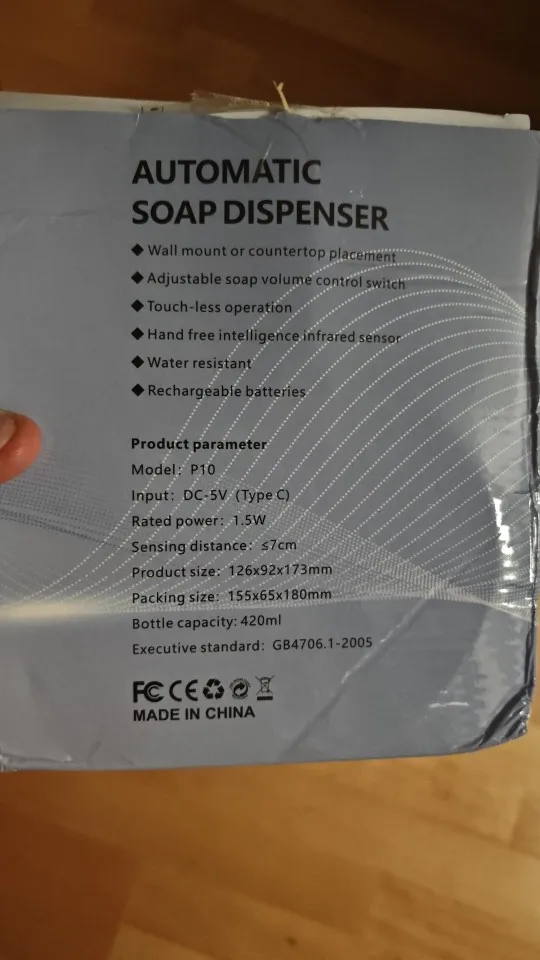 AUTOMATIC
SOAP DISPENSER
◆ Wall mount or countertop placement
◆ Adjustable soap volume control switch
◆ Touch-less operation
◆ Hand free intelligence infrared sensor
◆ Water resistant
◆ Rechargeable batteries
Product parameter
Model: P10
Input: DC-5V (Type C)
Rated power: 1.5W
Sensing distance: ≤7cm
Product size: 126x92x173mm
Packing size: 155x65x180mm
Bottle capacity: 420ml
Executive standard: GB4706.1-2005
FC CE
MADE IN CHINA